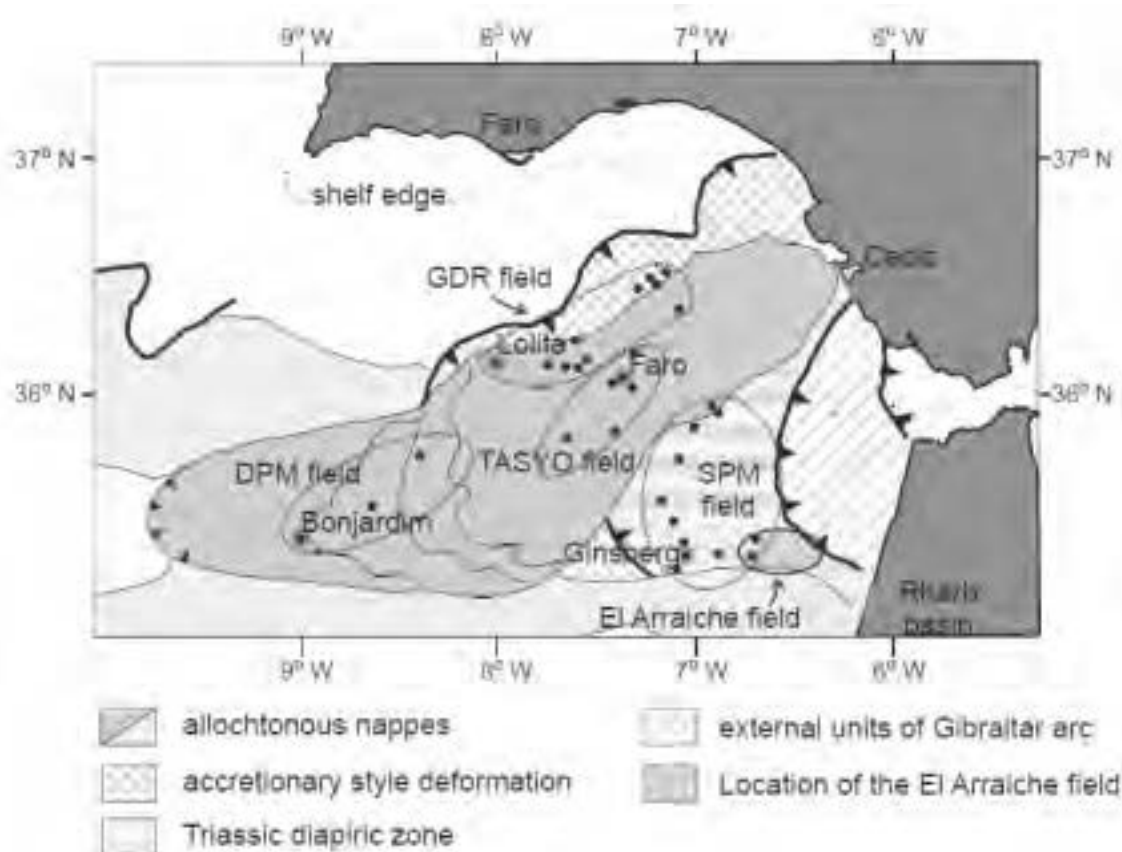 9° W 8° W 7° W 6° W
Faro
37° N 37° N
shelf edge
GDR field
Lolita
Faro
36° N 36° N
DPM field
TASYO field
SPM
field
Bonjardim
Ginsberg
El Arraiche field
basin
9° W 8° W 7° W 6° W
allochtonous nappes
external units of Gibraltar arc
accretionary style deformation
Location of the El Arraiche field
Triassic diapiric zone